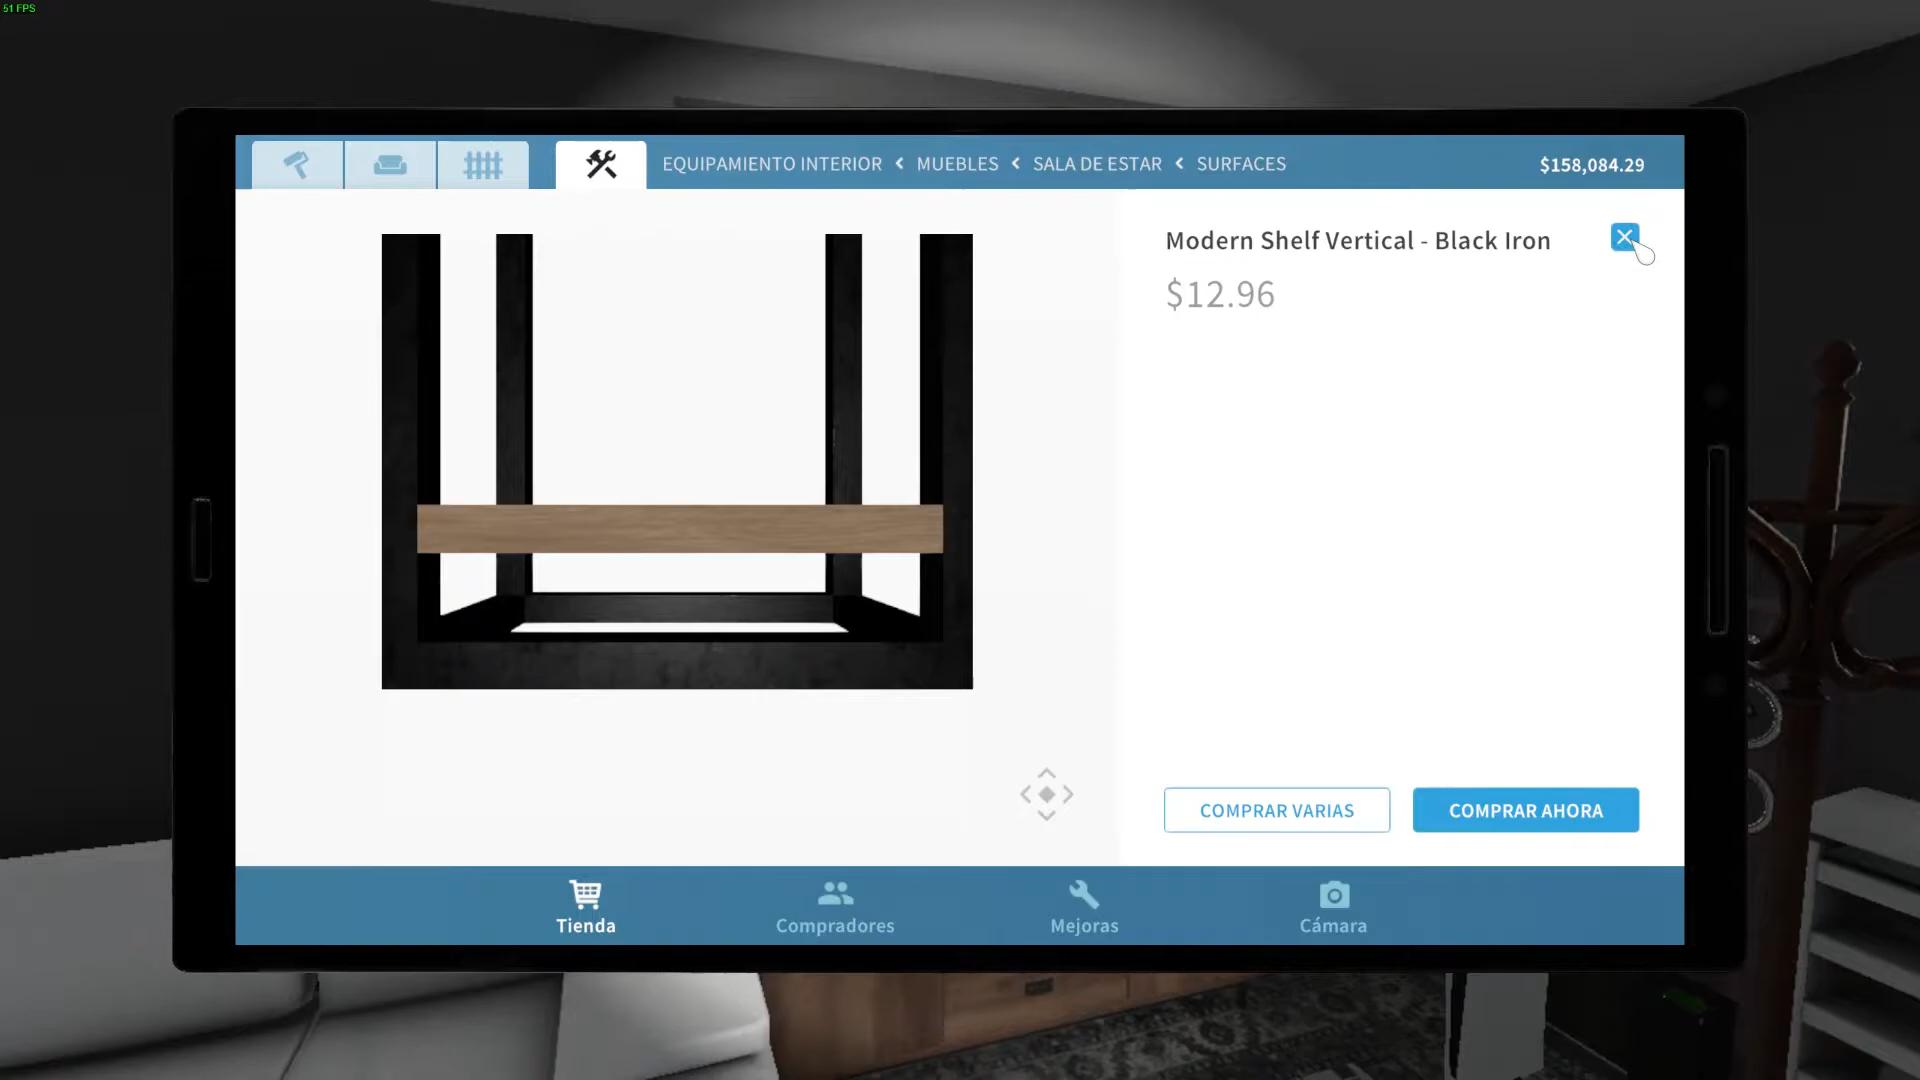 51 FPS
EQUIPAMIENTO INTERIOR < MUEBLES < SALA DE ESTAR < SURFACES
$158,084.29
Modern Shelf Vertical - Black Iron
$12.96
COMPRAR VARIAS
COMPRAR AHORA
Tienda
Compradores
Mejoras
Cámara